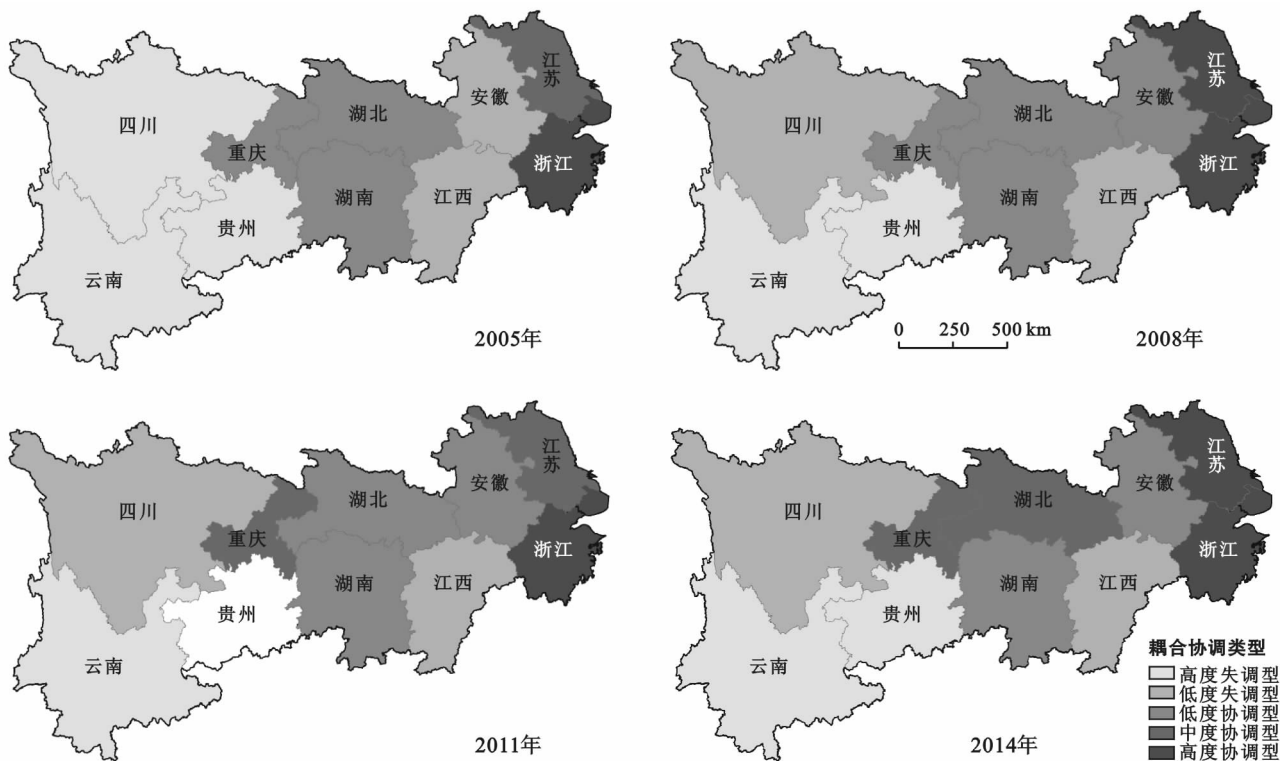 四川
重庆
贵州
云南
湖北
湖南
安徽
江西
江苏
浙江
2005年
四川
重庆
贵州
云南
湖北
湖南
安徽
江西
江苏
浙江
0 250 500 km
2008年
四川
重庆
贵州
云南
湖北
湖南
安徽
江西
江苏
浙江
2011年
四川
重庆
贵州
云南
湖北
湖南
安徽
江西
江苏
浙江
2014年
耦合协调类型
高度失调型
低度失调型
低度协调型
中度协调型
高度协调型